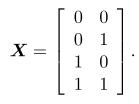 X = [ 0 0
0 1
1 0
1 1 ].